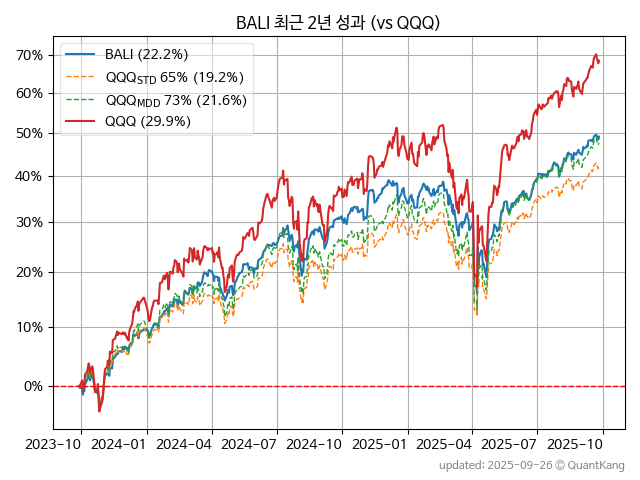 BALI 최근 2년 성과 (vs QQQ)
BALI (22.2%)
QQQSTD 65% (19.2%)
QQQMDD 73% (21.6%)
QQQ (29.9%)
70%
60%
50%
40%
30%
20%
10%
0%
2023-10 2024-01 2024-04 2024-07 2024-10 2025-01 2025-04 2025-07 2025-10
updated: 2025-09-26 © QuantKang